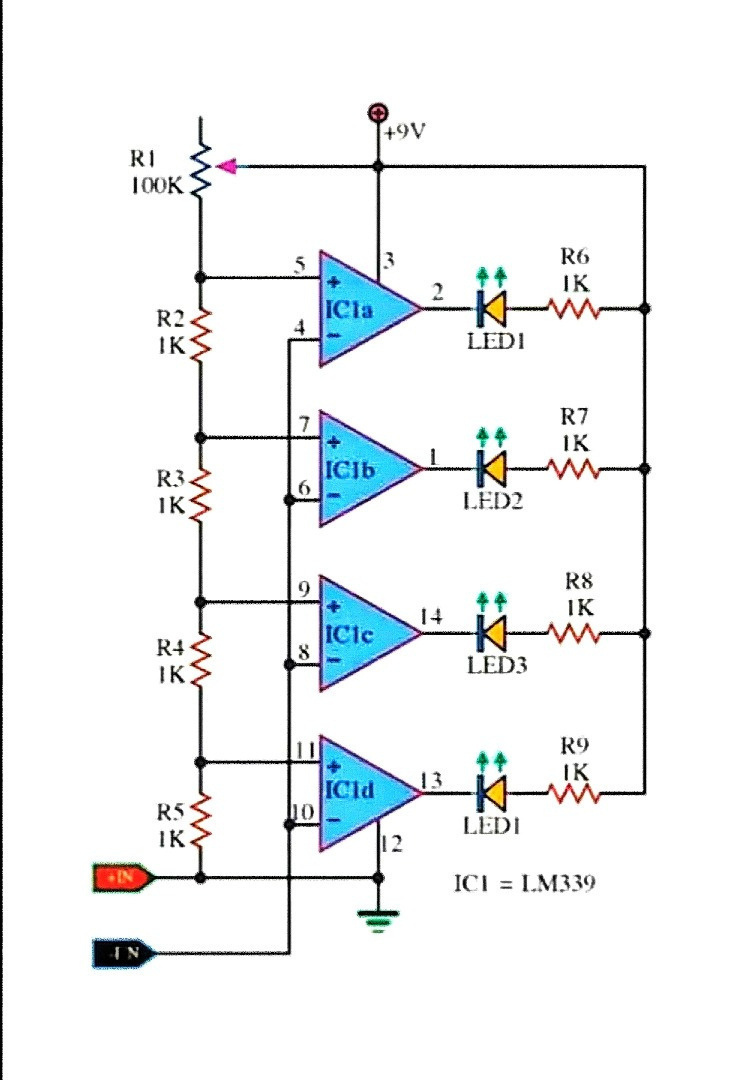 +9V
R1
100K
5
3
R6
1K
+
IC1a
2
4
−
LED1
R2
1K
7
R7
1K
+
IC1b
1
6
−
LED2
R3
1K
9
R8
1K
+
IC1c
14
8
−
LED3
R4
1K
11
R9
1K
+
IC1d
13
10
−
LED1
R5
1K
12
+IN
IC1 = LM339
-IN